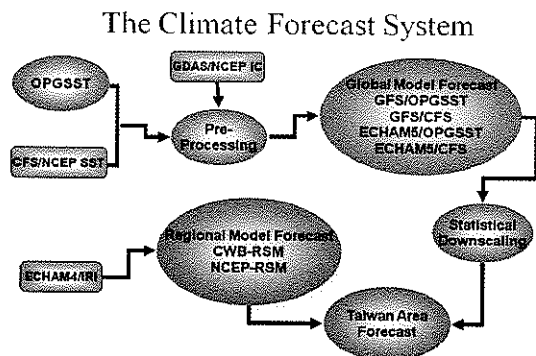 The Climate Forecast System
GDAS/NCEP IC
OPGSST
Pre-
Processing
CFS/NCEP SST
Global Model Forecast
GFS/OPGSST
GFS/CFS
ECHAM5/OPGSST
ECHAM5/CFS
Regional Model Forecast
CWB-RSM
NCEP-RSM
ECHAM4/IRI
Statistical
Downscaling
Taiwan Area
Forecast